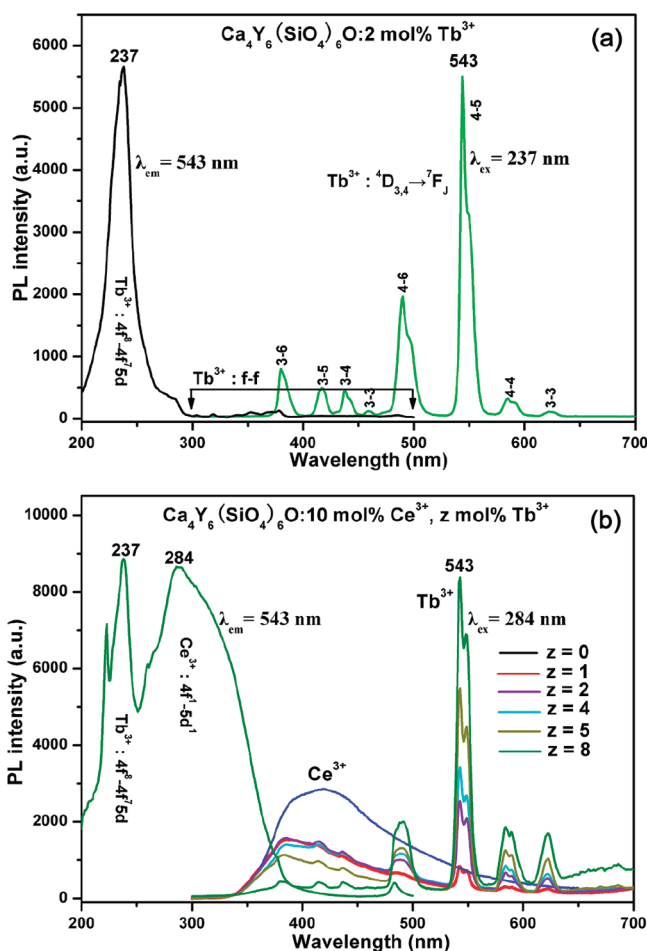 Ca₄Y₆(SiO₄)₆O:2 mol% Tb³⁺ (a)
237
543
4-5
λem= 543 nm
λex= 237 nm
Tb³⁺ : ⁴D₃,₄→⁷FJ
Tb³⁺ : 4f⁸-4f⁷5d
4-6
Tb³⁺ : f-f
3-6
3-5
3-4
3-3
4-4
3-3
PL intensity (a.u.)
6000
5000
4000
3000
2000
1000
0
200 300 400 500 600 700
Wavelength (nm)
Ca₄Y₆(SiO₄)₆O:10 mol% Ce³⁺, z mol% Tb³⁺ (b)
237
284
543
Tb³⁺
λem= 543 nm
λex= 284 nm
Ce³⁺ : 4f¹-5d¹
Tb³⁺ : 4f⁸-4f⁷5d
z = 0
z = 1
z = 2
z = 4
z = 5
z = 8
Ce³⁺
PL intensity (a.u.)
10000
8000
6000
4000
2000
0
200 300 400 500 600 700
Wavelength (nm)